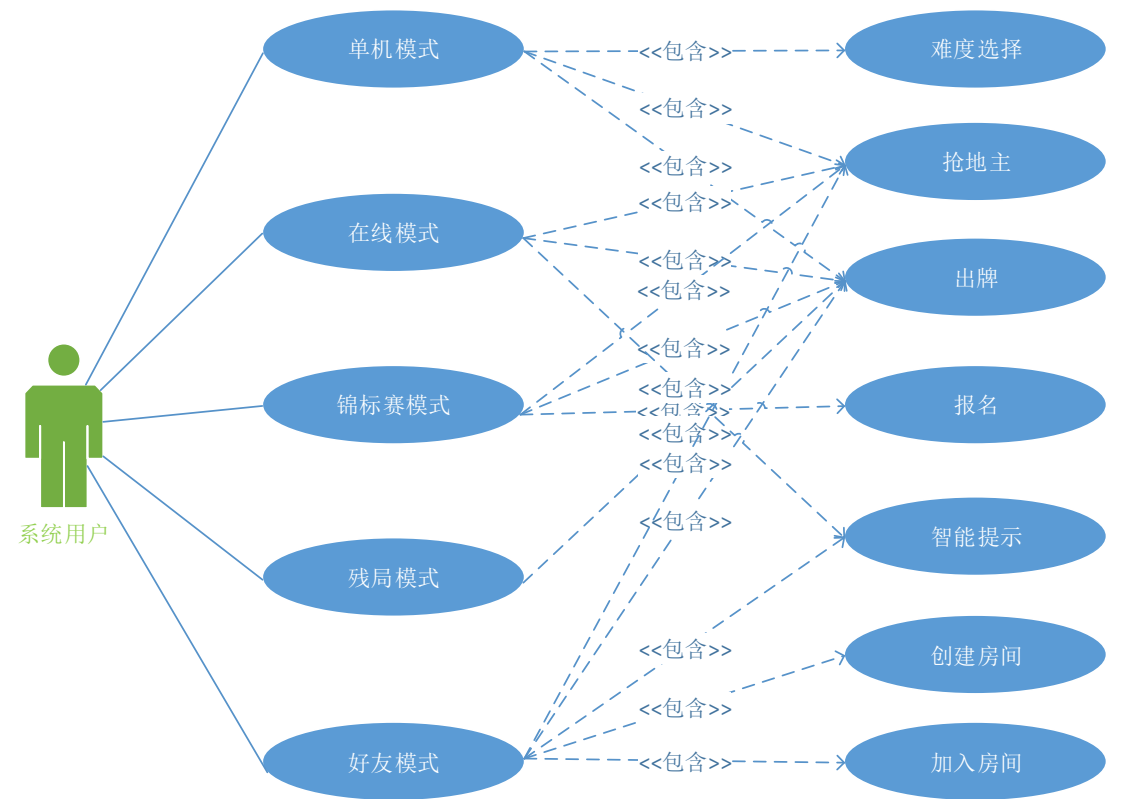 单机模式
<<包含>>
难度选择
<<包含>>
抢地主
<<包含>>
<<包含>>
在线模式
<<包含>>
出牌
<<包含>>
<<包含>>
<<包含>>
锦标赛模式
<<包含>>
报名
<<包含>>
<<包含>>
<<包含>>
系统用户
智能提示
残局模式
<<包含>>
创建房间
<<包含>>
好友模式
<<包含>>
加入房间